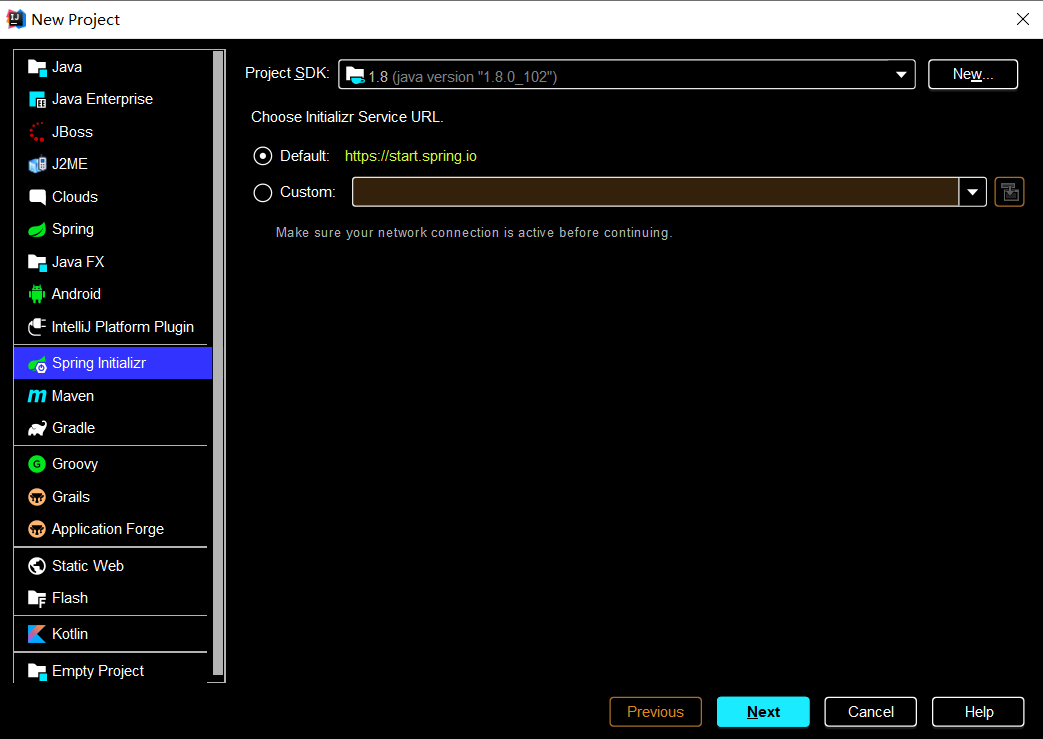 New Project
Java
Java Enterprise
JBoss
J2ME
Clouds
Spring
Java FX
Android
IntelliJ Platform Plugin
Spring Initializr
Maven
Gradle
Groovy
Grails
Application Forge
Static Web
Flash
Kotlin
Empty Project
Project SDK: 1.8 (java version "1.8.0_102") New...
Choose Initializr Service URL.
Default: https://start.spring.io
Custom:
Make sure your network connection is active before continuing.
Previous Next Cancel Help